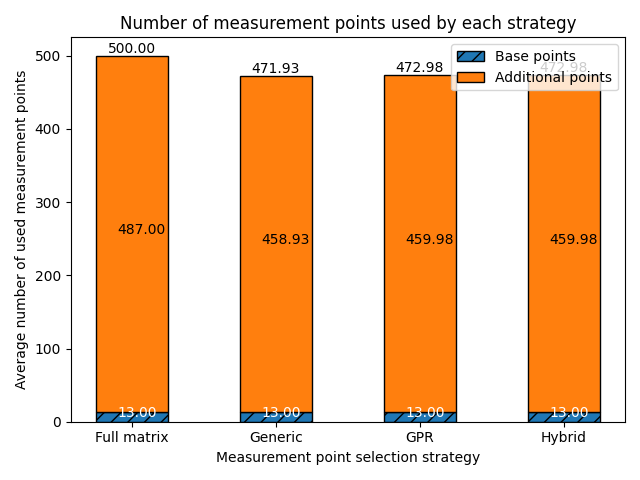 Number of measurement points used by each strategy
Average number of used measurement points
500
400
300
200
100
0
Base points
Additional points
500.00
471.93
472.98
472.98
487.00
458.93
459.98
459.98
13.00
13.00
13.00
13.00
Full matrix
Generic
GPR
Hybrid
Measurement point selection strategy